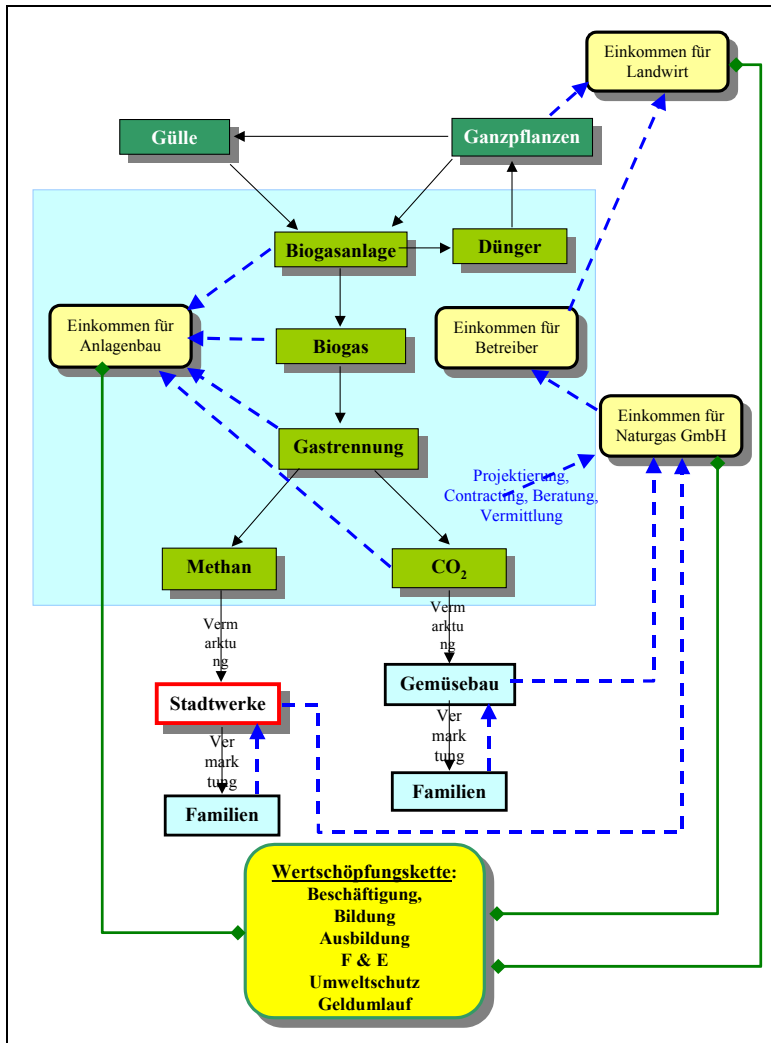 Einkommen für
Landwirt
Gülle
Ganzpflanzen
Biogasanlage
Dünger
Einkommen für
Anlagenbau
Biogas
Einkommen für
Betreiber
Einkommen für
Naturgas GmbH
Gastrennung
Projektierung,
Contracting, Beratung,
Vermittlung
Methan
CO₂
Verm
arktu
ng
Verm
arktu
ng
Stadtwerke
Gemüsebau
Ver
mark
tung
Ver
mark
tung
Familien
Familien
Wertschöpfungskette:
Beschäftigung,
Bildung
Ausbildung
F & E
Umweltschutz
Geldumlauf